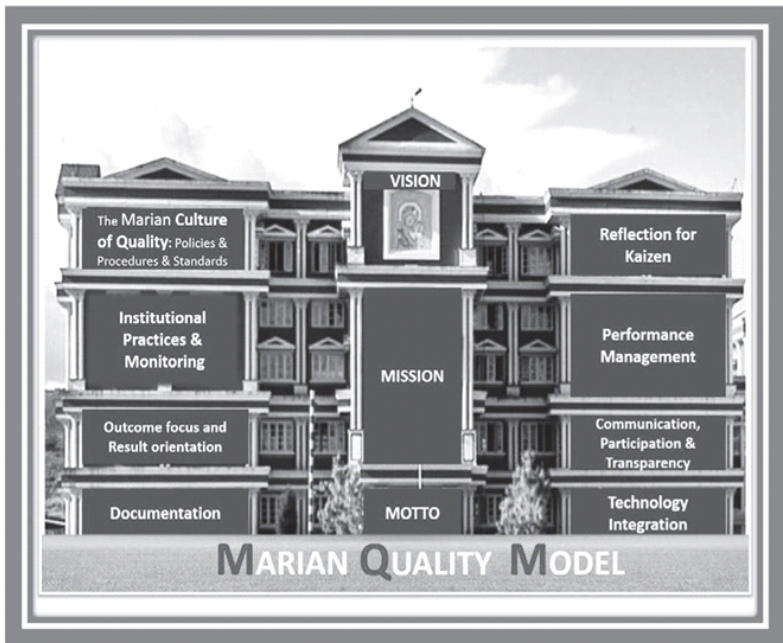 VISION
The Marian Culture
of Quality: Policies &
Procedures & Standards
Reflection for
Kaizen
Institutional
Practices &
Monitoring
MISSION
Performance
Management
Outcome focus and
Result orientation
Communication,
Participation &
Transparency
Documentation
MOTTO
Technology
Integration
MARIAN QUALITY MODEL